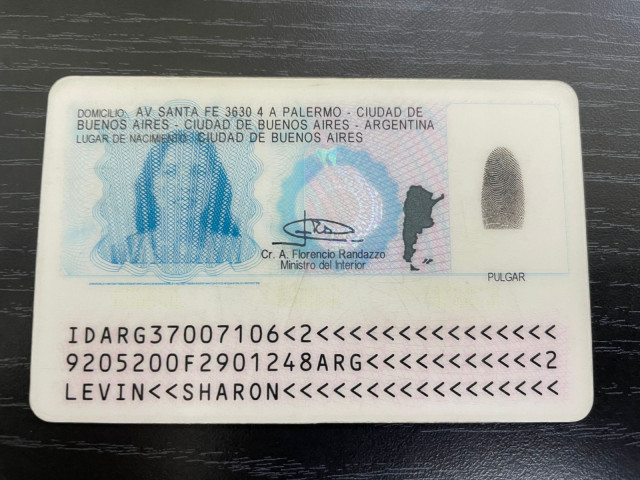 DOMICILIO: AV SANTA FE 3630 4 A PALERMO - CIUDAD DE
BUENOS AIRES - CIUDAD DE BUENOS AIRES - ARGENTINA
LUGAR DE NACIMIENTO: CIUDAD DE BUENOS AIRES
Cr. A. Florencio Randazzo
Ministro del Interior
PULGAR
IDARG37007106<2<<<<<<<<<<<<<<<
9205200F2901248ARG<<<<<<<<<<<2
LEVIN<<SHARON<<<<<<<<<<<<<<<<<